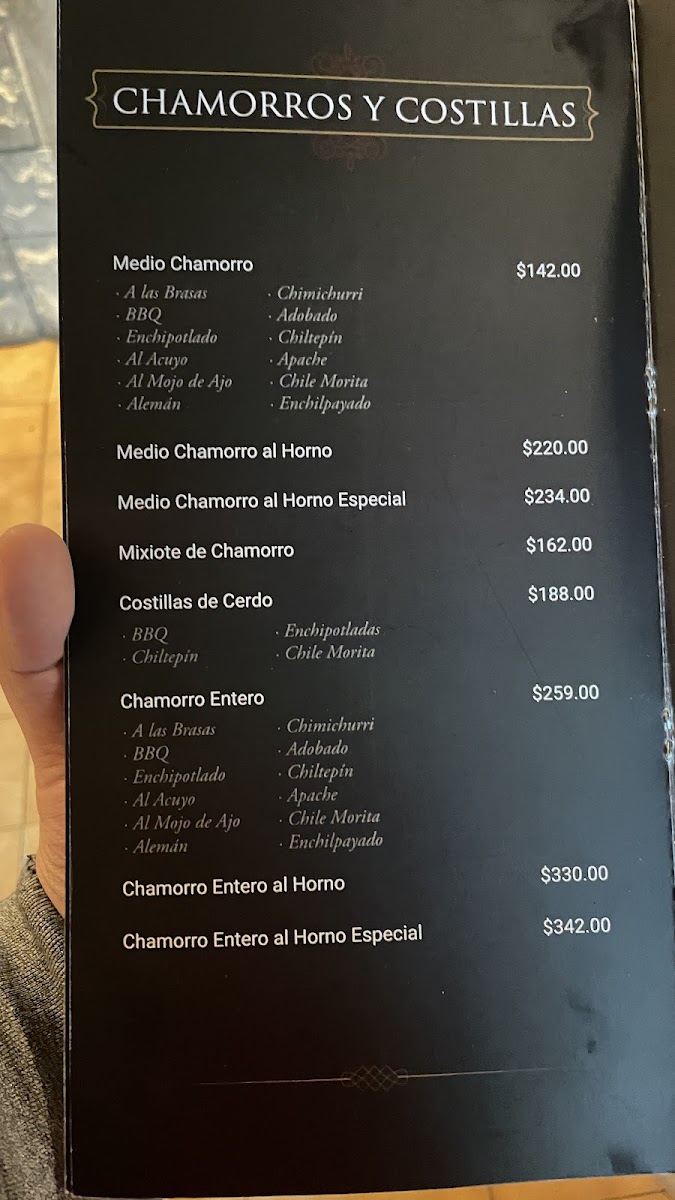 CHAMORROS Y COSTILLAS
Medio Chamorro $142.00
· A las Brasas · Chimichurri
· BBQ · Adobado
· Enchipotlado · Chiltepín
· Al Acuyo · Apache
· Al Mojo de Ajo · Chile Morita
· Alemán · Enchilpayado
Medio Chamorro al Horno $220.00
Medio Chamorro al Horno Especial $234.00
Mixiote de Chamorro $162.00
Costillas de Cerdo $188.00
· BBQ · Enchipotladas
· Chiltepín · Chile Morita
Chamorro Entero $259.00
· A las Brasas · Chimichurri
· BBQ · Adobado
· Enchipotlado · Chiltepín
· Al Acuyo · Apache
· Al Mojo de Ajo · Chile Morita
· Alemán · Enchilpayado
Chamorro Entero al Horno $330.00
Chamorro Entero al Horno Especial $342.00